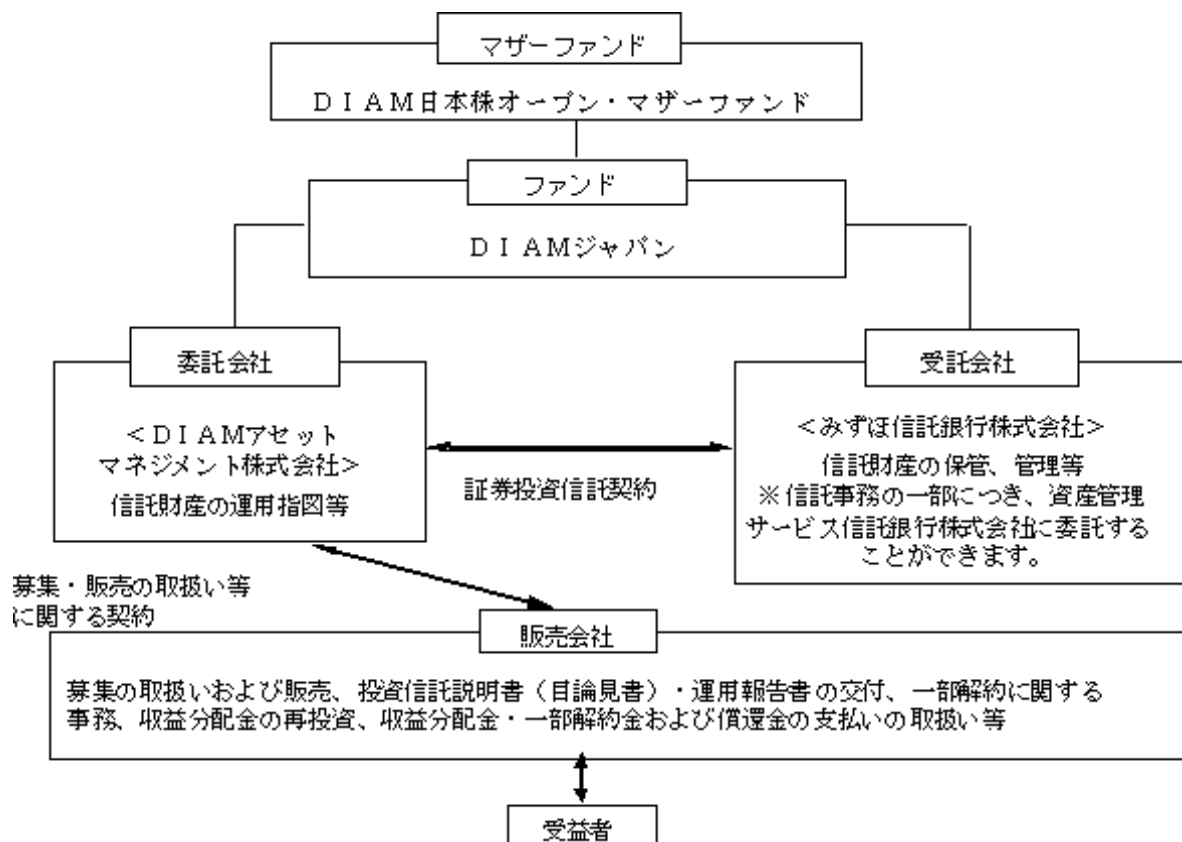 マザーファンド
ＤＩＡＭ日本株オープン・マザーファンド
ファンド
ＤＩＡＭジャパン
委託会社
＜ＤＩＡＭアセット
マネジメント株式会社＞
信託財産の運用指図等
証券投資信託契約
受託会社
＜みずほ信託銀行株式会社＞
信託財産の保管、管理等
※信託事務の一部につき、資産管理
サービス信託銀行株式会社に委託する
ことができます。
募集・販売の取扱い等
に関する契約
販売会社
募集の取扱いおよび販売、投資信託説明書（目論見書）・運用報告書の交付、一部解約に関する
事務、収益分配金の再投資、収益分配金・一部解約金および償還金の支払いの取扱い等
受益者